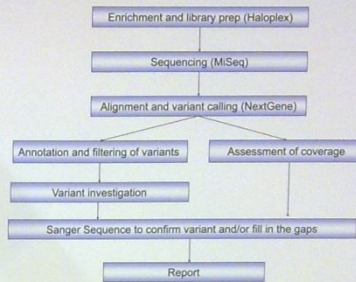 Enrichment and library prep (Haloplex)
Sequencing (MiSeq)
Alignment and variant calling (NextGene)
Annotation and filtering of variants
Assessment of coverage
Variant investigation
Sanger Sequence to confirm variant and/or fill in the gaps
Report